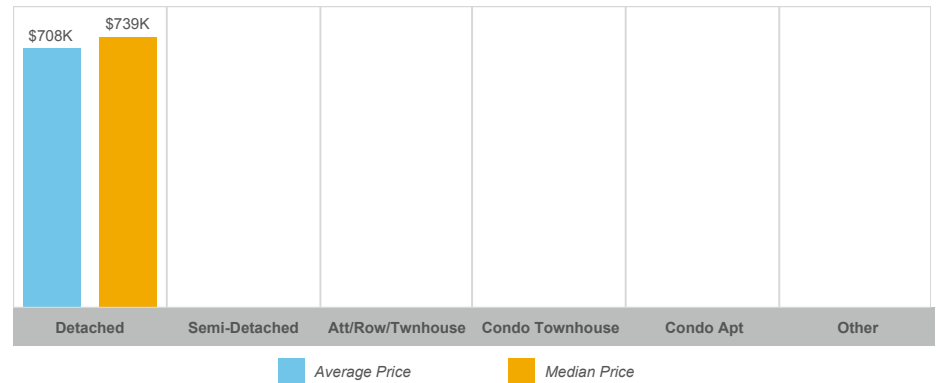 $739K
$708K
Detached
Semi-Detached
Att/Row/Twnhouse
Condo Townhouse
Condo Apt
Other
Average Price
Median Price